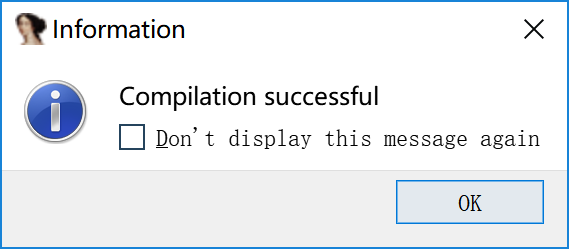 Information
Compilation successful
Don't display this message again
OK